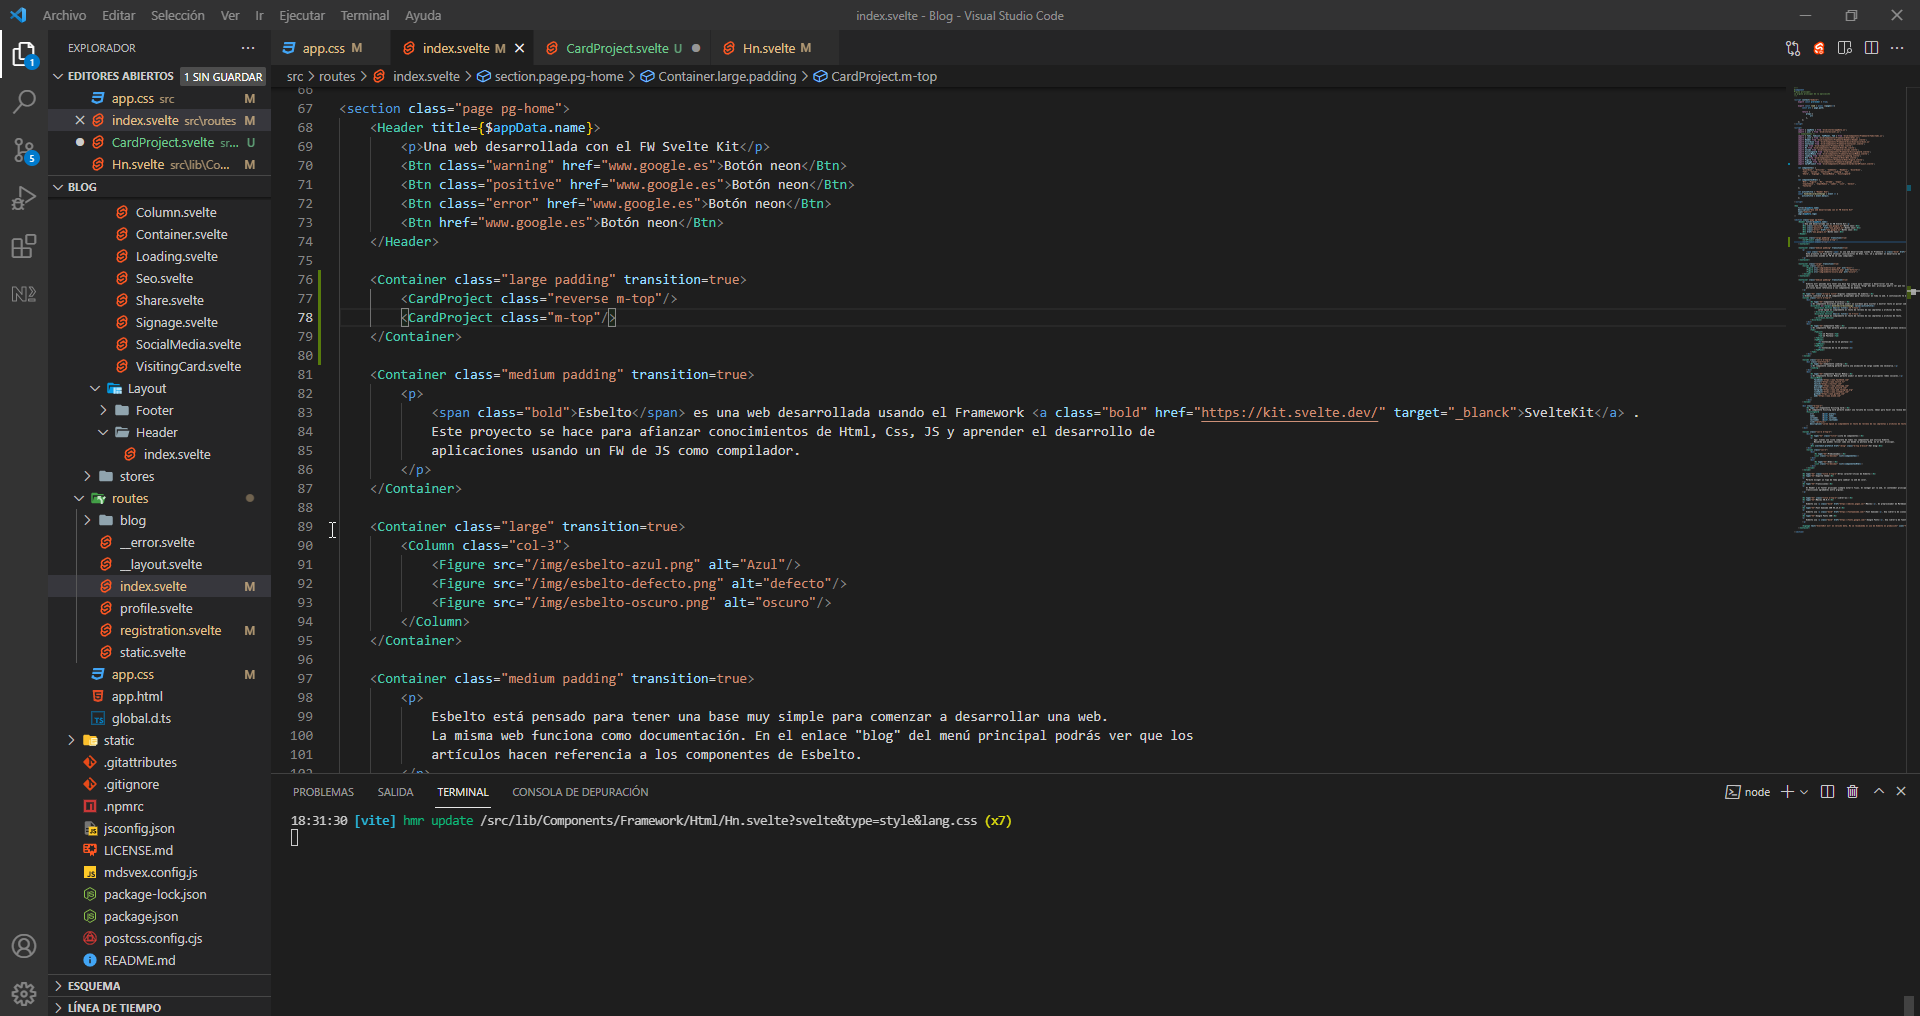 Archivo Editar Selección Ver Ir Ejecutar Terminal Ayuda
index.svelte - Blog - Visual Studio Code
EXPLORADOR
app.css M
index.svelte M
CardProject.svelte U
Hn.svelte M
EDITORES ABIERTOS 1 SIN GUARDAR
app.css src M
index.svelte src\routes M
CardProject.svelte sr... U
Hn.svelte src\lib\Co... M
BLOG
Column.svelte
Container.svelte
Loading.svelte
Seo.svelte
Share.svelte
Signage.svelte
SocialMedia.svelte
VisitingCard.svelte
Layout
Footer
Header
index.svelte
stores
routes
blog
__error.svelte
__layout.svelte
index.svelte M
profile.svelte
registration.svelte M
static.svelte
app.css M
app.html
global.d.ts
static
.gitattributes
.gitignore
.npmrc
jsconfig.json
LICENSE.md
mdsvex.config.js
package-lock.json
package.json
postcss.config.cjs
README.md
ESQUEMA
LÍNEA DE TIEMPO
1
5
src > routes > index.svelte > section.page.pg-home > Container.large.padding > CardProject.m-top
66
67 <section class="page pg-home">
68 <Header title={$appData.name}>
69 <p>Una web desarrollada con el FW Svelte Kit</p>
70 <Btn class="warning" href="www.google.es">Botón neon</Btn>
71 <Btn class="positive" href="www.google.es">Botón neon</Btn>
72 <Btn class="error" href="www.google.es">Botón neon</Btn>
73 <Btn href="www.google.es">Botón neon</Btn>
74 </Header>
75
76 <Container class="large padding" transition=true>
77 <CardProject class="reverse m-top"/>
78 <CardProject class="m-top"/>
79 </Container>
80
81 <Container class="medium padding" transition=true>
82 <p>
83 <span class="bold">Esbelto</span> es una web desarrollada usando el Framework <a class="bold" href="https://kit.svelte.dev/" target="_blanck">SvelteKit</a> .
84 Este proyecto se hace para afianzar conocimientos de Html, Css, JS y aprender el desarrollo de
85 aplicaciones usando un FW de JS como compilador.
86 </p>
87 </Container>
88
89 <Container class="large" transition=true>
90 <Column class="col-3">
91 <Figure src="/img/esbelto-azul.png" alt="Azul"/>
92 <Figure src="/img/esbelto-defecto.png" alt="defecto"/>
93 <Figure src="/img/esbelto-oscuro.png" alt="oscuro"/>
94 </Column>
95 </Container>
96
97 <Container class="medium padding" transition=true>
98 <p>
99 Esbelto está pensado para tener una base muy simple para comenzar a desarrollar una web.
100 La misma web funciona como documentación. En el enlace "blog" del menú principal podrás ver que los
101 artículos hacen referencia a los componentes de Esbelto.
102 </p>
PROBLEMAS SALIDA TERMINAL CONSOLA DE DEPURACIÓN
node
18:31:30 [vite] hmr update /src/lib/Components/Framework/Html/Hn.svelte?svelte&type=style&lang.css (x7)